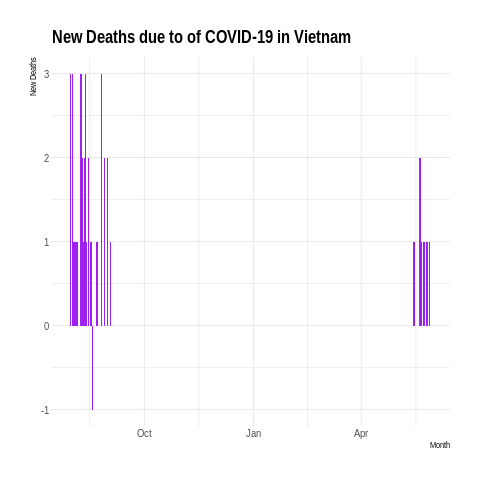 New Deaths due to of COVID-19 in Vietnam
New Deaths
3
2
1
0
-1
Oct Jan Apr
Month